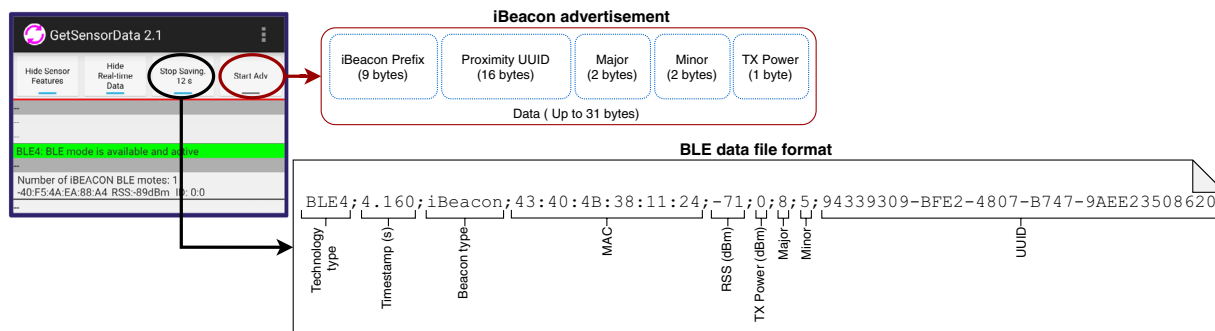 GetSensorData 2.1
Hide Sensor
Features
Hide
Real-time
Data
Stop Saving.
12 s
Start Adv
BLE4: BLE mode is available and active
Number of iBEACON BLE motes: 1
-40:F5:4A:EA:88:A4 RSS:-89dBm ID: 0:0
iBeacon advertisement
iBeacon Prefix
(9 bytes)
Proximity UUID
(16 bytes)
Major
(2 bytes)
Minor
(2 bytes)
TX Power
(1 byte)
Data ( Up to 31 bytes)
BLE data file format
BLE4;4.160;iBeacon;43:40:4B:38:11:24;-71;0;8;5;94339309-BFE2-4807-B747-9AEE23508620
Technology
type
Timestamp (s)
Beacon type
MAC
RSS (dBm)
TX Power (dBm)
Major
Minor
UUID